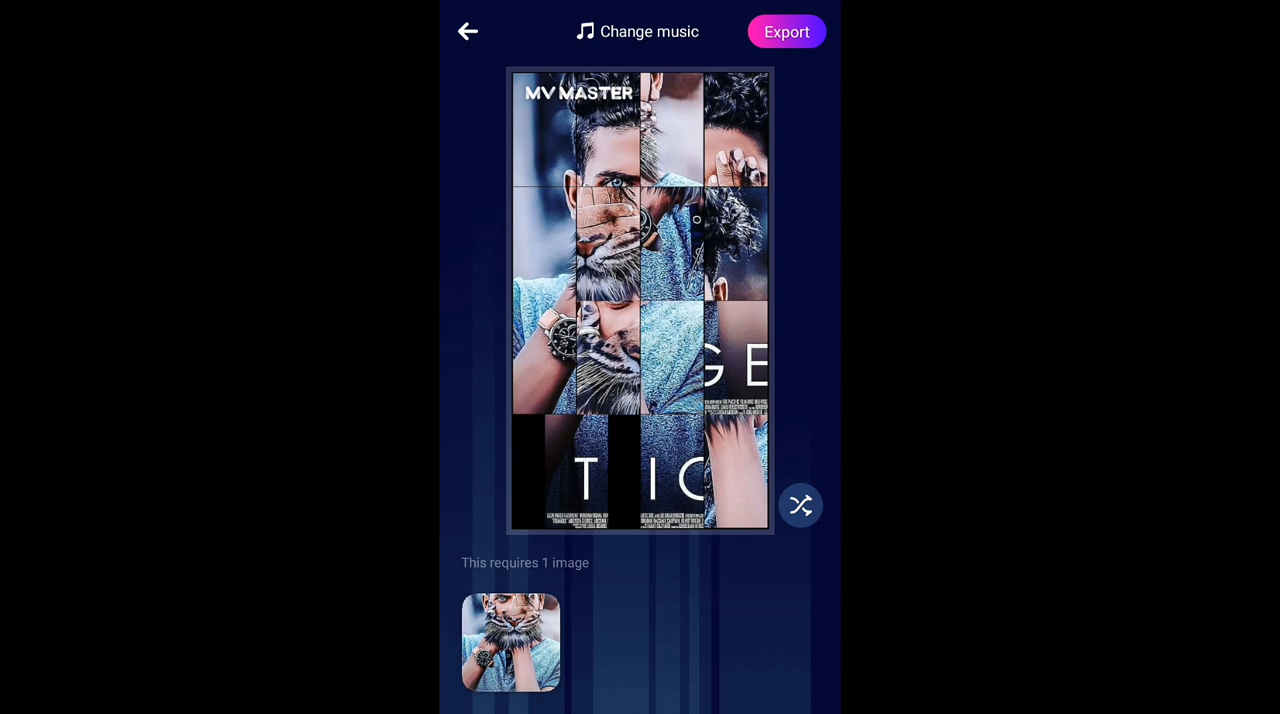 Change music
Export
MV MASTER
G E
T
I C
This requires 1 image